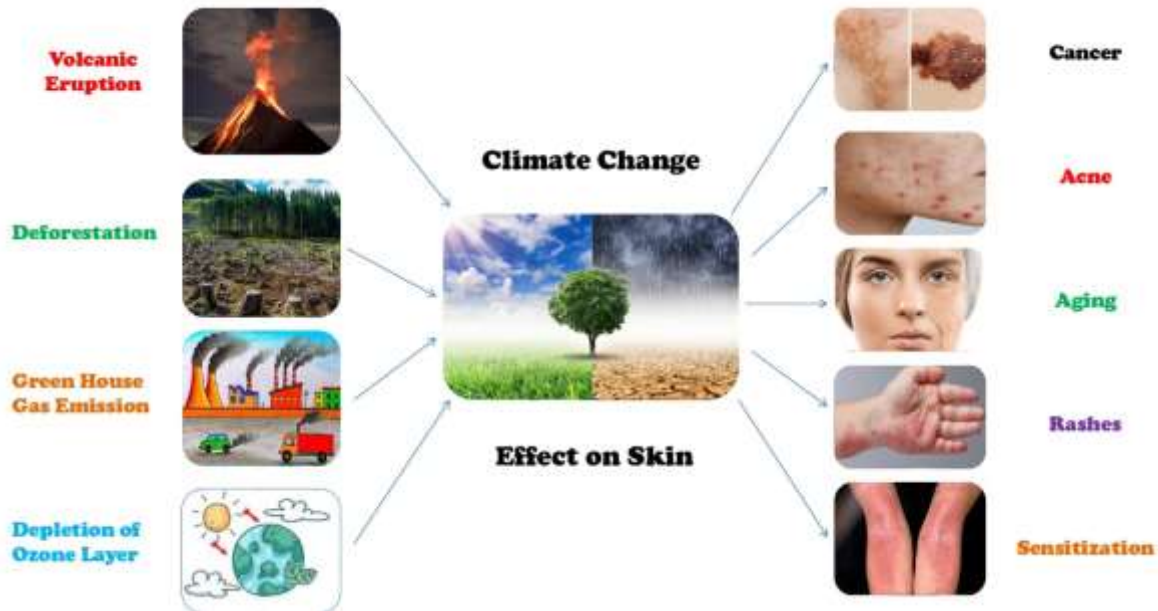 Volcanic
Eruption
Deforestation
Green House
Gas Emission
Depletion of
Ozone Layer
Climate Change
Effect on Skin
Cancer
Acne
Aging
Rashes
Sensitization